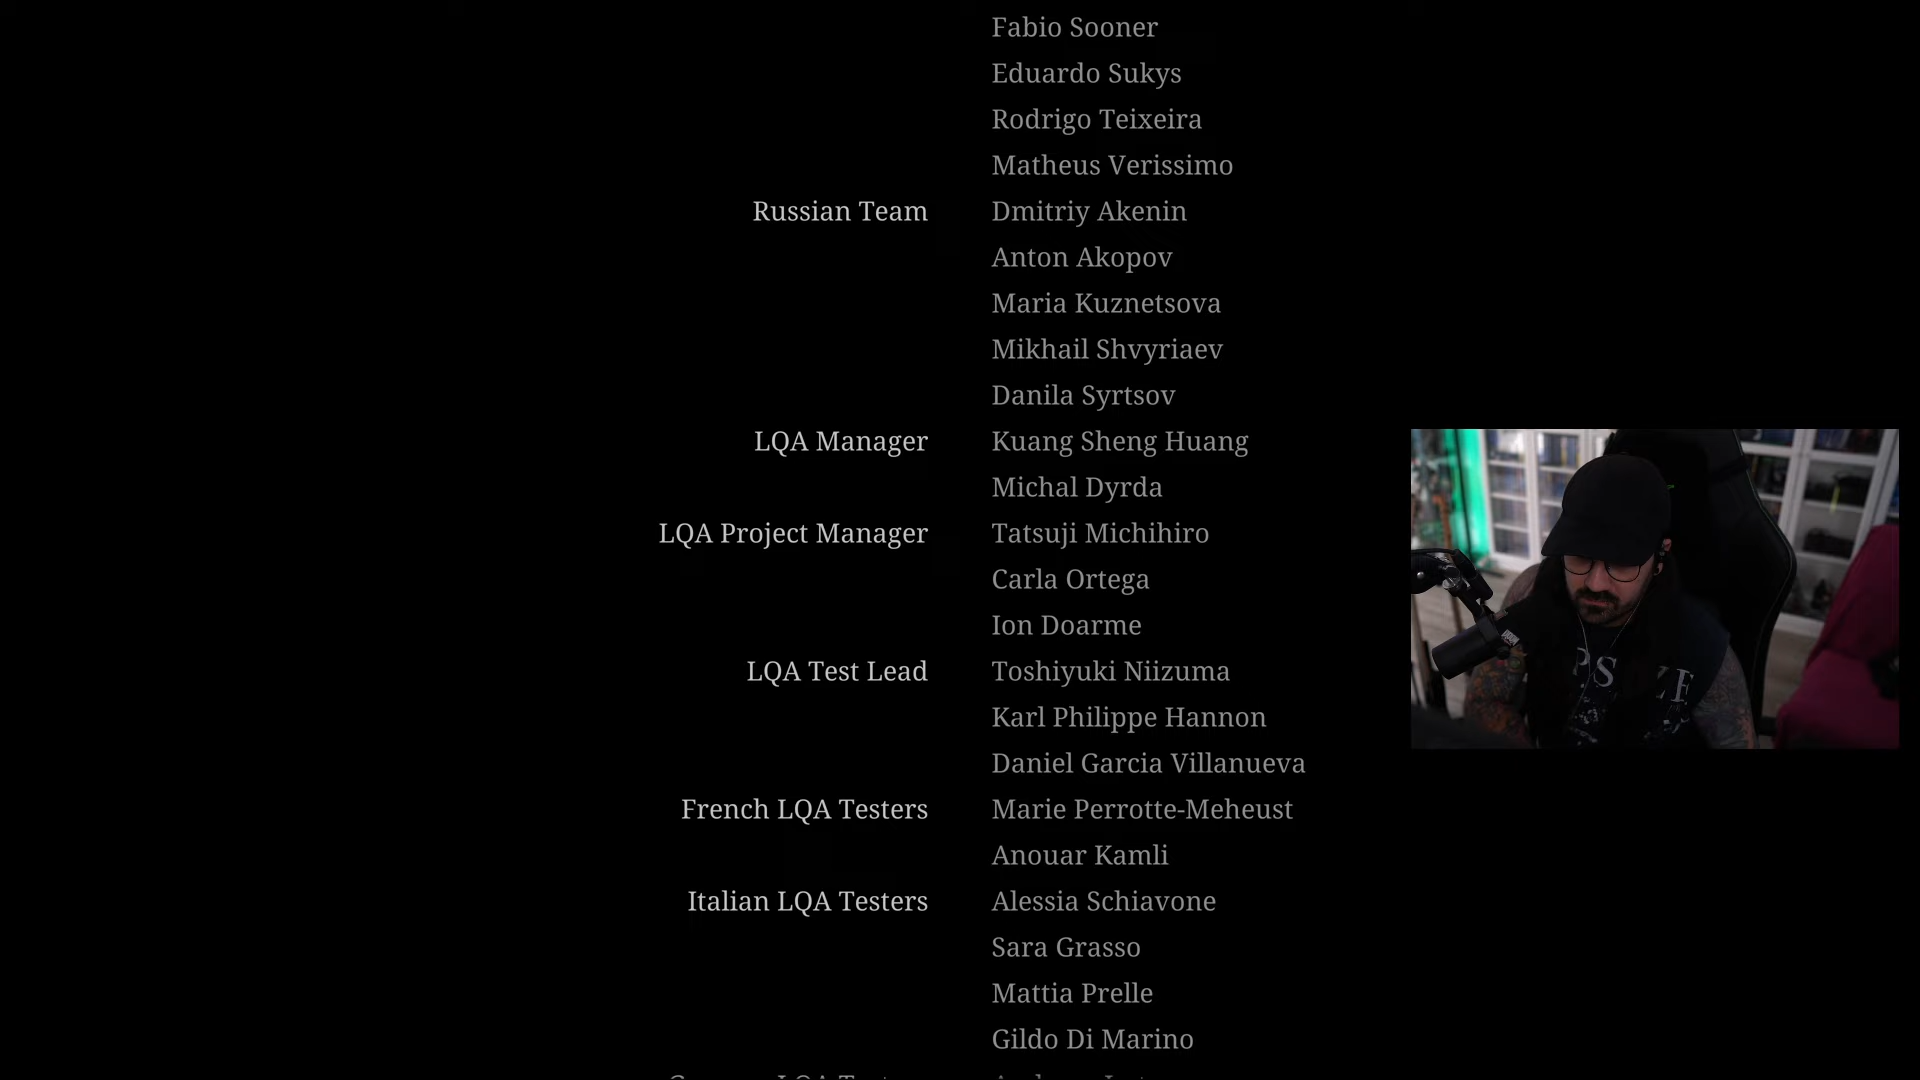 Fabio Sooner
Eduardo Sukys
Rodrigo Teixeira
Matheus Verissimo
Russian Team Dmitriy Akenin
Anton Akopov
Maria Kuznetsova
Mikhail Shvyriaev
Danila Syrtsov
LQA Manager Kuang Sheng Huang
Michal Dyrda
LQA Project Manager Tatsuji Michihiro
Carla Ortega
Ion Doarme
LQA Test Lead Toshiyuki Niizuma
Karl Philippe Hannon
Daniel Garcia Villanueva
French LQA Testers Marie Perrotte-Meheust
Anouar Kamli
Italian LQA Testers Alessia Schiavone
Sara Grasso
Mattia Prelle
Gildo Di Marino